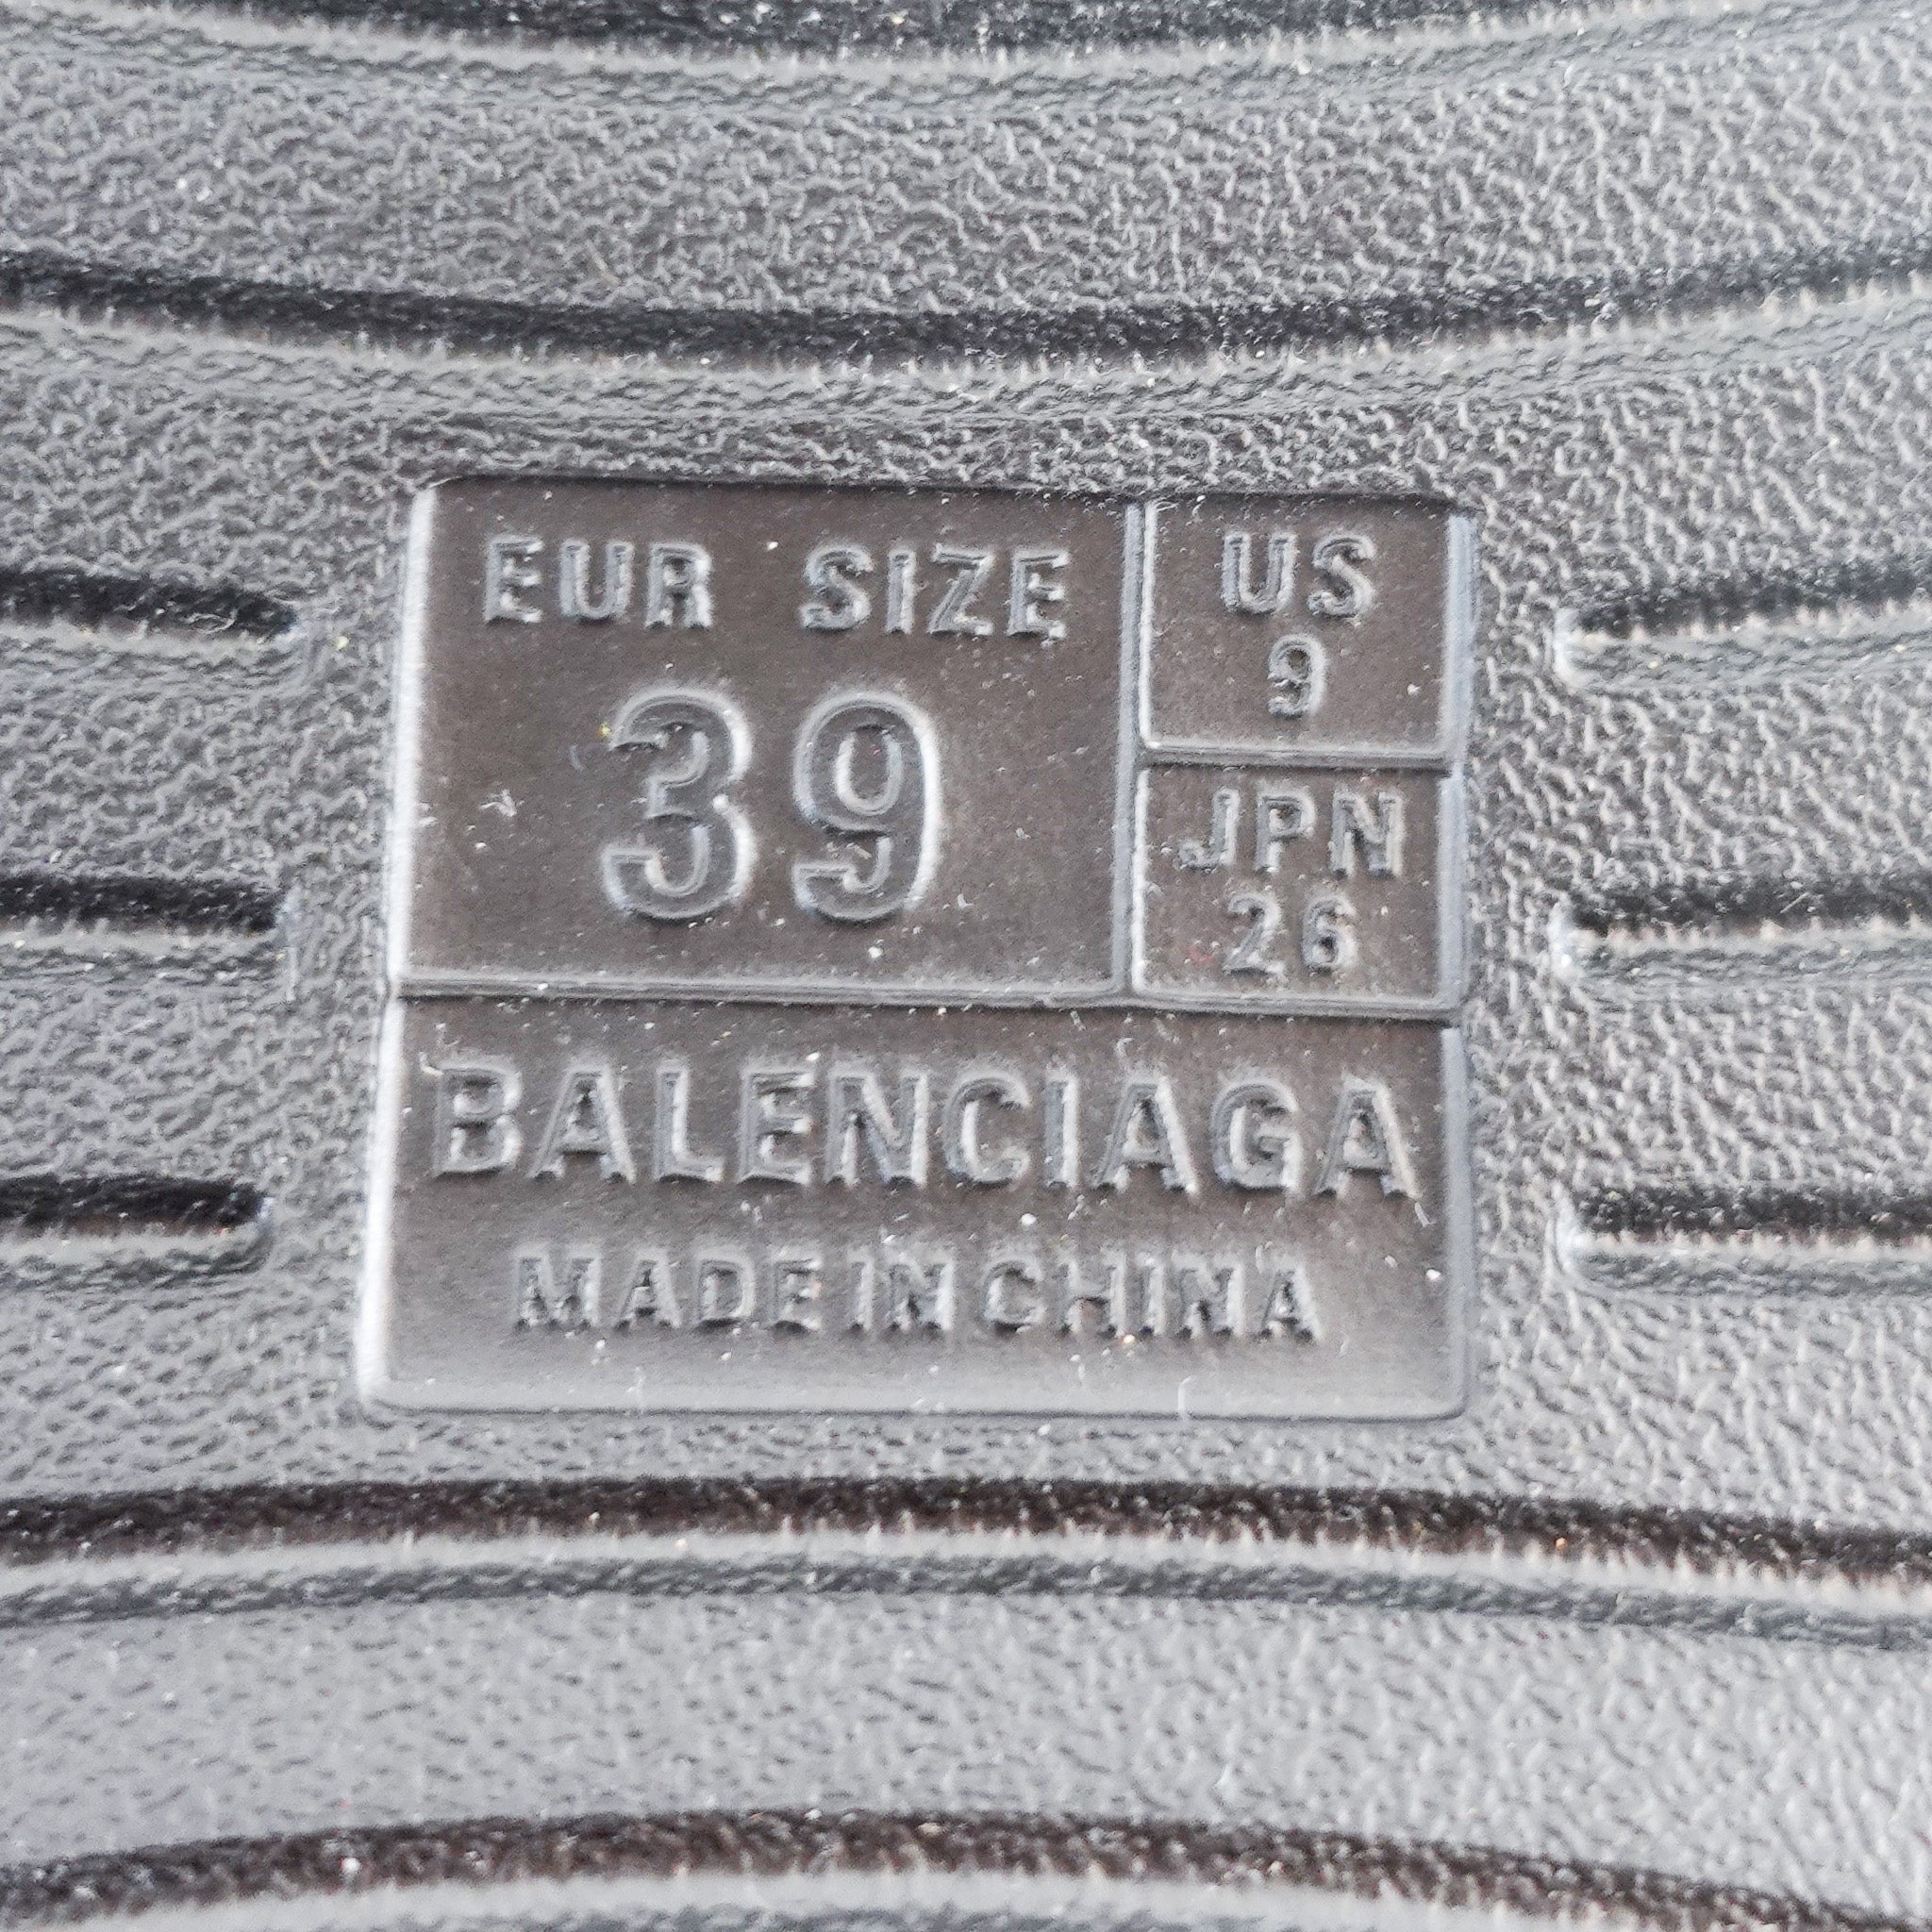 EUR SIZE
39
US
9
JPN
26
BALENCIAGA
MADE IN CHINA